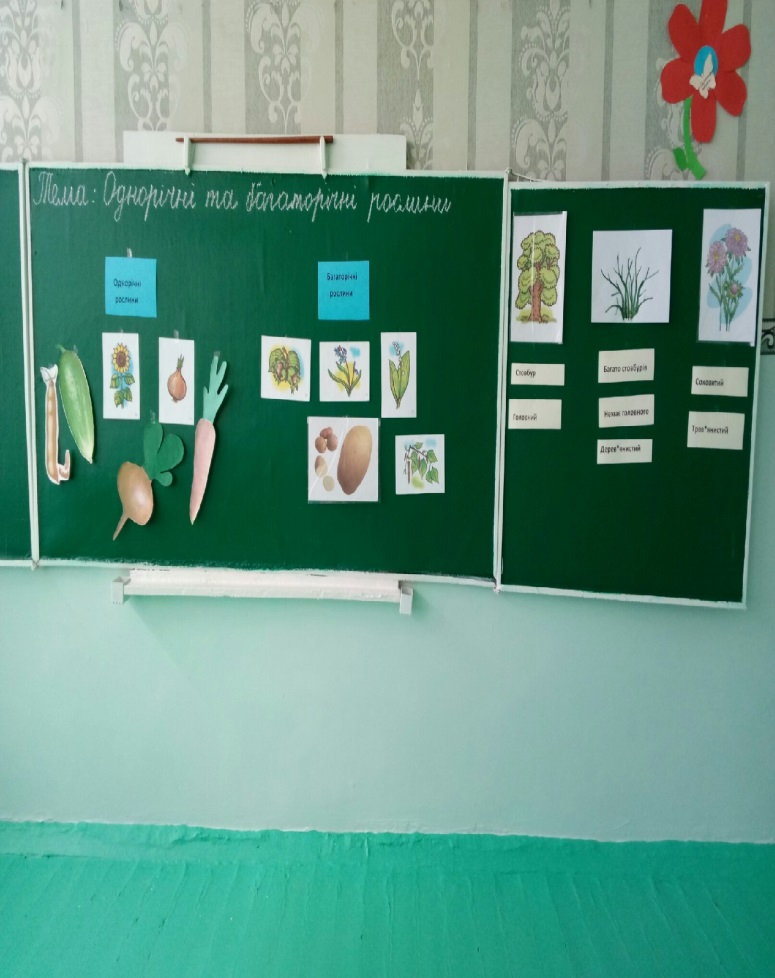 Тема: Однорічні та багаторічні рослини
Однорічні
рослини
Багаторічні
рослини
Стовбур
Головний
Багато стовбурів
Немає головного
Дерев"янистий
Соковитий
Трав"янистий